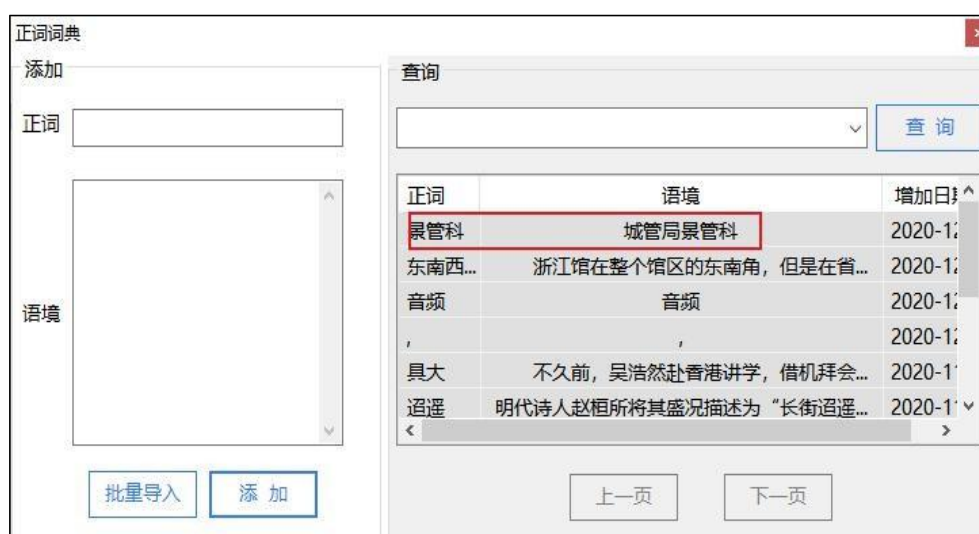 正词词典
添加
正词
语境
批量导入 添 加
查询
查 询
正词 语境 增加日期
景管科 城管局景管科 2020-12
东南西... 浙江馆在整个馆区的东南角，但是在省... 2020-12
音频 音频 2020-12
, , 2020-12
具大 不久前，吴浩然赴香港讲学，借机拜会... 2020-11
迢遥 明代诗人赵桓所将其盛况描述为“长街迢遥... 2020-11
上一页 下一页